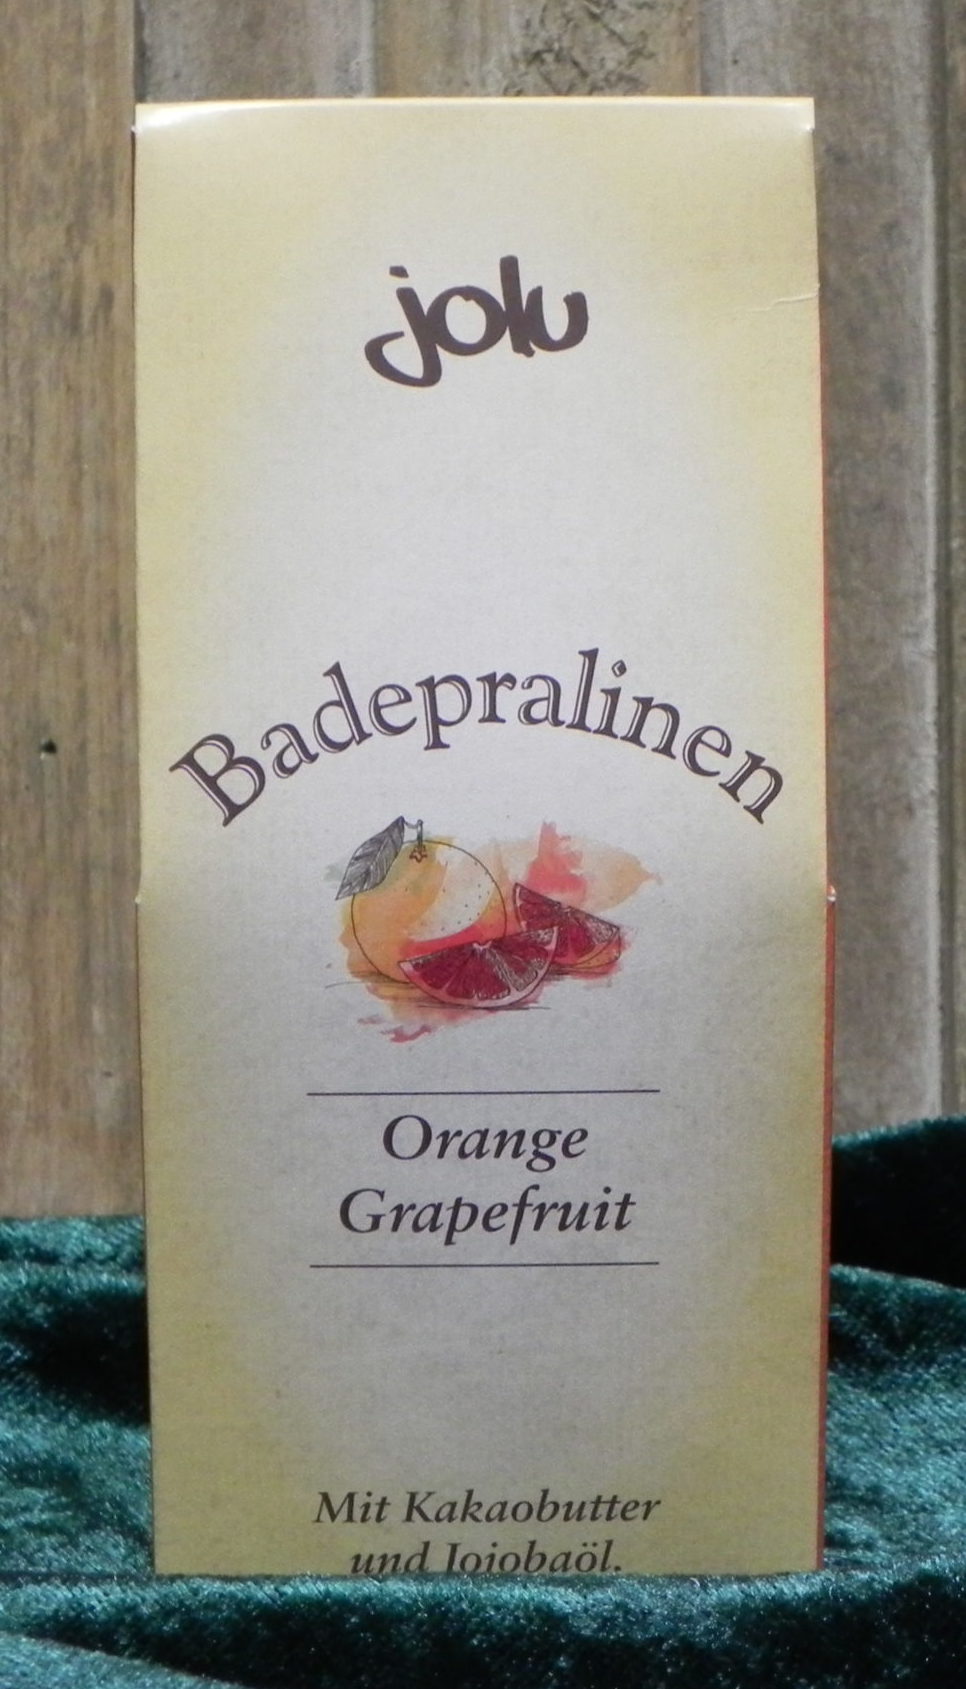 jolu
Badepralinen
Orange
Grapefruit
Mit Kakaobutter
und Jojobaöl.